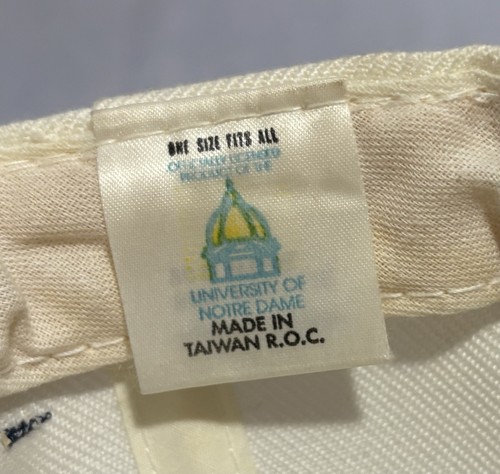 ONE SIZE FITS ALL
OFFICIALLY LICENSED
PRODUCT OF THE
UNIVERSITY OF
NOTRE DAME
MADE IN
TAIWAN R.O.C.